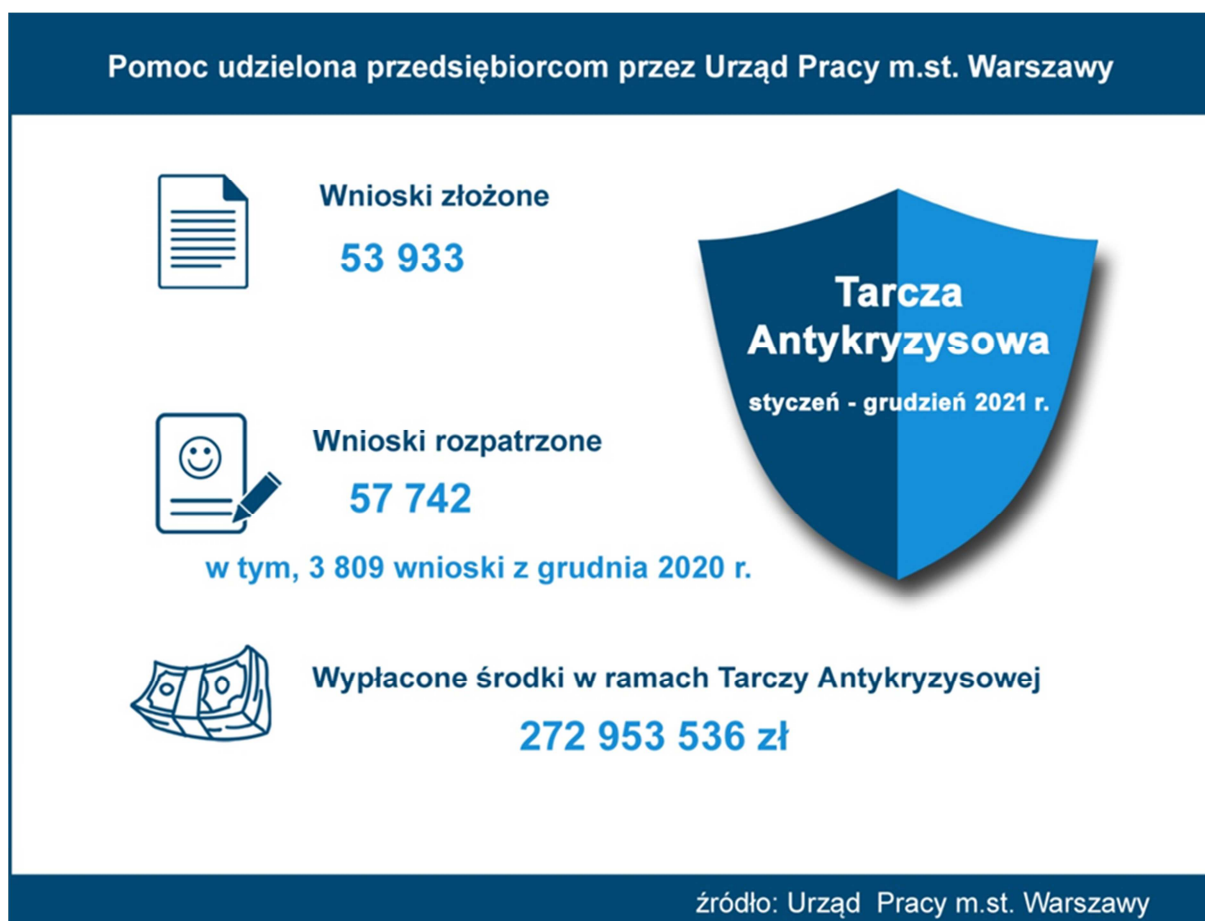 Pomoc udzielona przedsiębiorcom przez Urząd Pracy m.st. Warszawy
Wnioski złożone
53 933
Tarcza
Antykryzysowa
styczeń - grudzień 2021 r.
Wnioski rozpatrzone
57 742
w tym, 3 809 wnioski z grudnia 2020 r.
Wypłacone środki w ramach Tarczy Antykryzysowej
272 953 536 zł
źródło: Urząd Pracy m.st. Warszawy